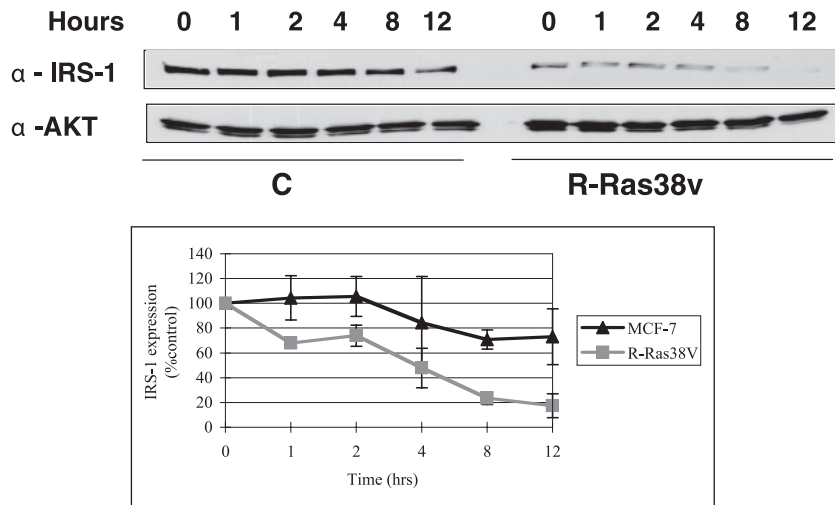 Hours 0 1 2 4 8 12 0 1 2 4 8 12
α - IRS-1
α -AKT
C R-Ras38v
140
120
100
80
60
40
20
0
IRS-1 expression
(%control)
0 1 2 4 8 12
Time (hrs)
MCF-7
R-Ras38V